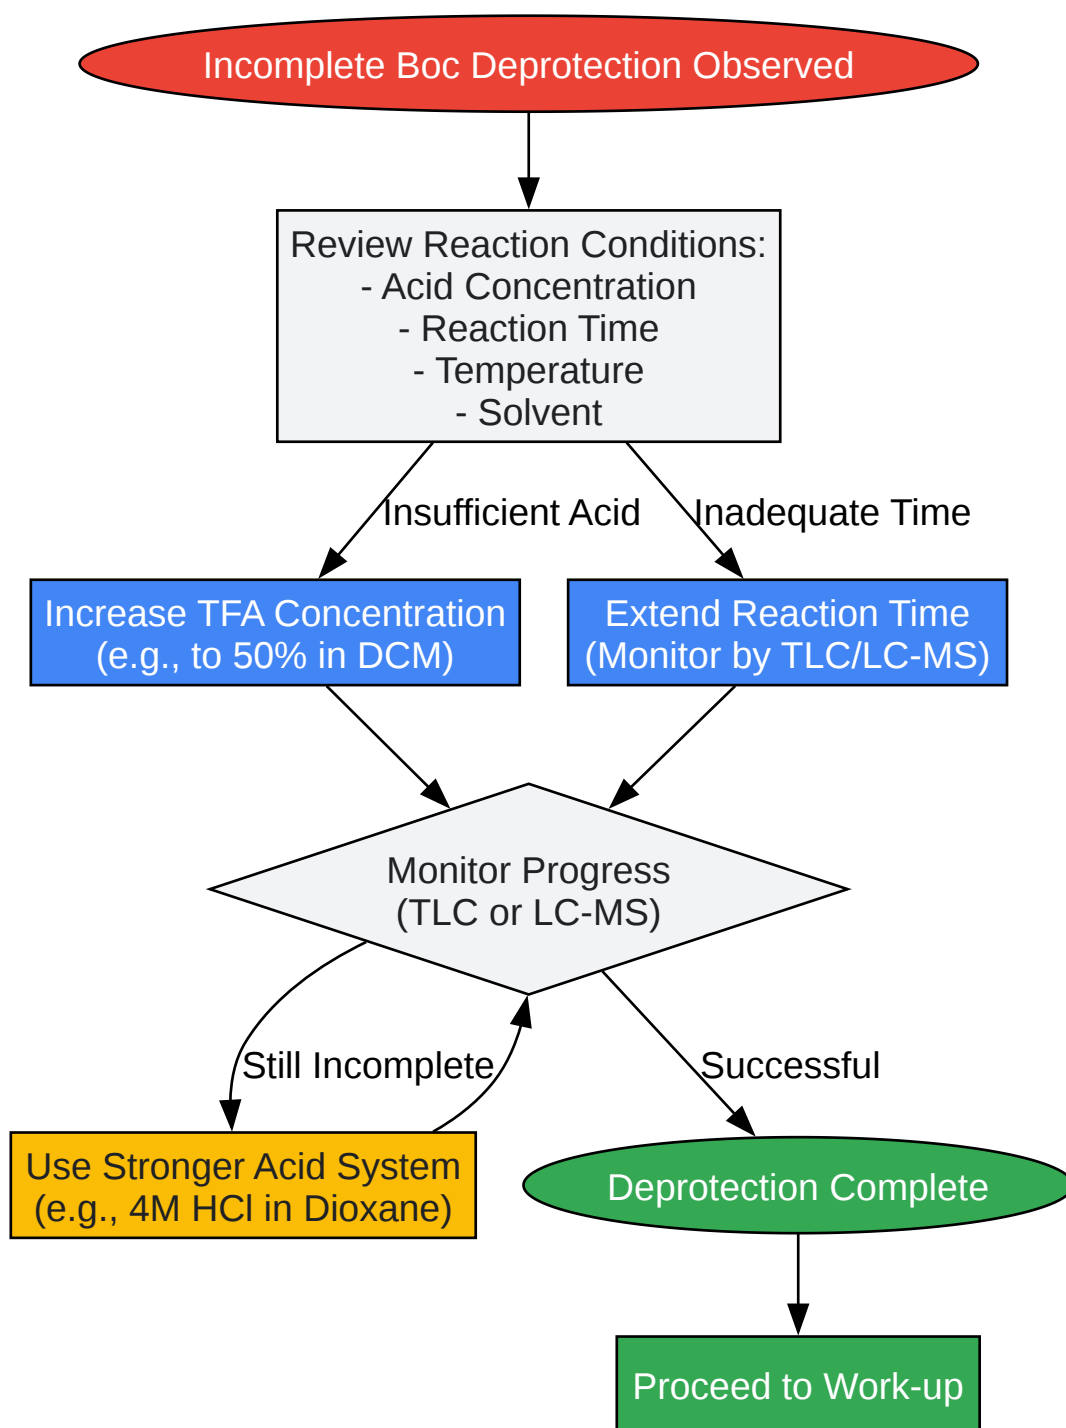 Incomplete Boc Deprotection Observed
Review Reaction Conditions:
- Acid Concentration
- Reaction Time
- Temperature
- Solvent
Insufficient Acid
Inadequate Time
Increase TFA Concentration
(e.g., to 50% in DCM)
Extend Reaction Time
(Monitor by TLC/LC-MS)
Monitor Progress
(TLC or LC-MS)
Still Incomplete
Successful
Use Stronger Acid System
(e.g., 4M HCl in Dioxane)
Deprotection Complete
Proceed to Work-up